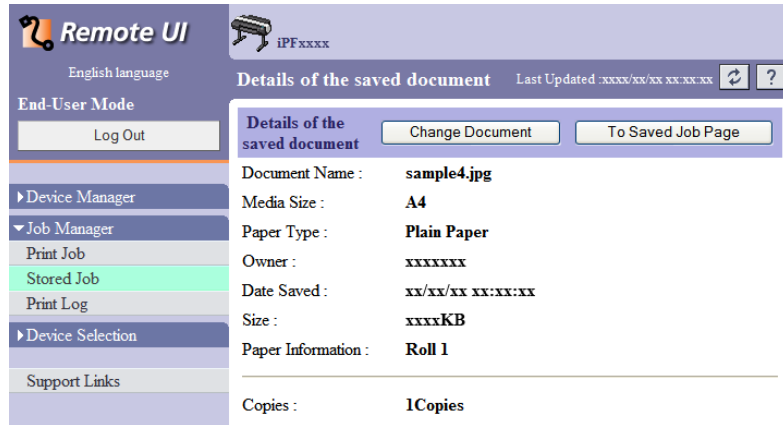 Remote UI
English language
End-User Mode
Log Out
Device Manager
Job Manager
Print Job
Stored Job
Print Log
Device Selection
Support Links
iPFxxxx
Details of the saved document Last Updated :xxxx/xx/xx xx:xx:xx ?
Details of the
saved document Change Document To Saved Job Page
Document Name : sample4.jpg
Media Size : A4
Paper Type : Plain Paper
Owner : xxxxxxx
Date Saved : xx/xx/xx xx:xx:xx
Size : xxxxKB
Paper Information : Roll 1
Copies : 1Copies